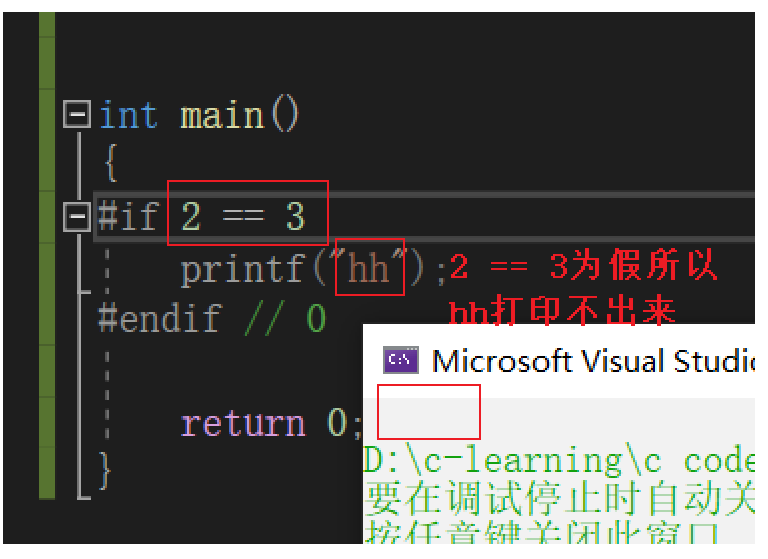 int main()
{
#if 2 == 3
printf("hh");
2 == 3为假所以
hh打印不出来
#endif // 0
Microsoft Visual Studio
return 0;
}
D:\c-learning\c code
要在调试停止时自动关
按任意键关闭此窗口